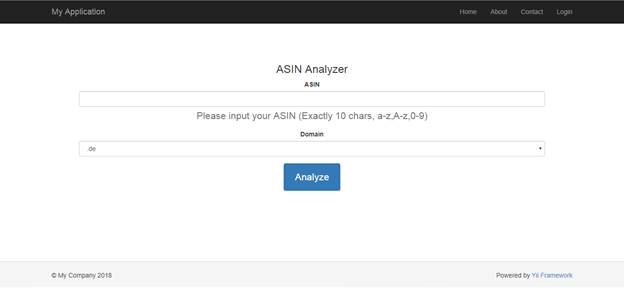 My Application Home About Contact Login
ASIN Analyzer
ASIN
Please input your ASIN (Exactly 10 chars, a-z,A-z,0-9)
Domain
.de
Analyze
© My Company 2018 Powered by Yii Framework